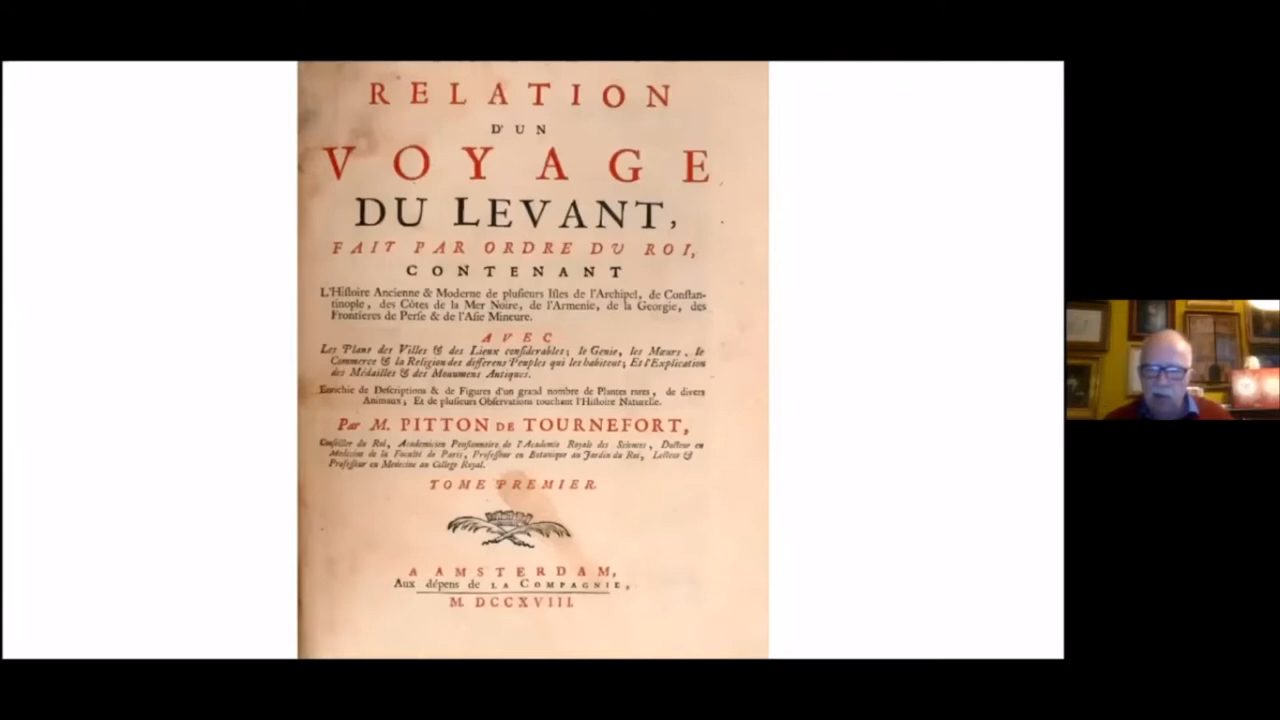 RELATION
D'UN
VOYAGE
DU LEVANT,
FAIT PAR ORDRE DU ROI,
CONTENANT
L'Hiſtoire Ancienne & Moderne de pluſieurs Iſles de l'Archipel, de Conſtan-
tinople, des Côtes de la Mer Noire, de l'Armenie, de la Georgie, des
Frontieres de Perſe & de l'Aſie Mineure.
AVEC
Les Plans des Villes & des Lieux conſiderables; le Genie, les Mœurs, le
Commerce & la Religion des differens Peuples qui les habitent; Et l'Explication
des Médailles & des Monumens Antiques.
Enrichie de Deſcriptions & de Figures d'un grand nombre de Plantes rares, de divers
Animaux; Et de pluſieurs Obſervations touchant l'Hiſtoire Naturelle.
Par M. PITTON DE TOURNEFORT,
Conſeiller du Roi, Academicien Penſionnaire de l'Academie Royale des Sciences, Docteur en
Medecine de la Faculté de Paris, Profeſſeur en Botanique au Jardin du Roi, Lecteur &
Profeſſeur en Medecine au College Royal.
TOME PREMIER.
A AMSTERDAM,
Aux dépens de LA COMPAGNIE,
M. DCCXVIII.